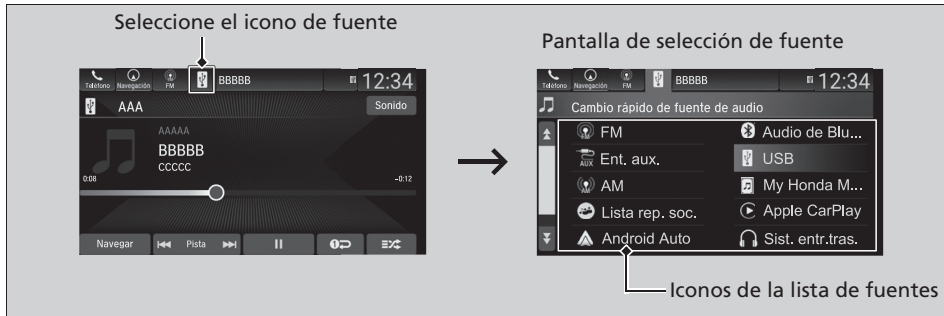 Seleccione el icono de fuente
Teléfono Navegación FM BBBBB 12:34
AAA Sonido
AAAAA
BBBBB
CCCCC
0:08 -0:12
Navegar Pista
Pantalla de selección de fuente
Teléfono Navegación FM BBBBB 12:34
Cambio rápido de fuente de audio
FM Audio de Blu...
AUX Ent. aux. USB
AM My Honda M...
Lista rep. soc. Apple CarPlay
Android Auto Sist. entr.tras.
Iconos de la lista de fuentes